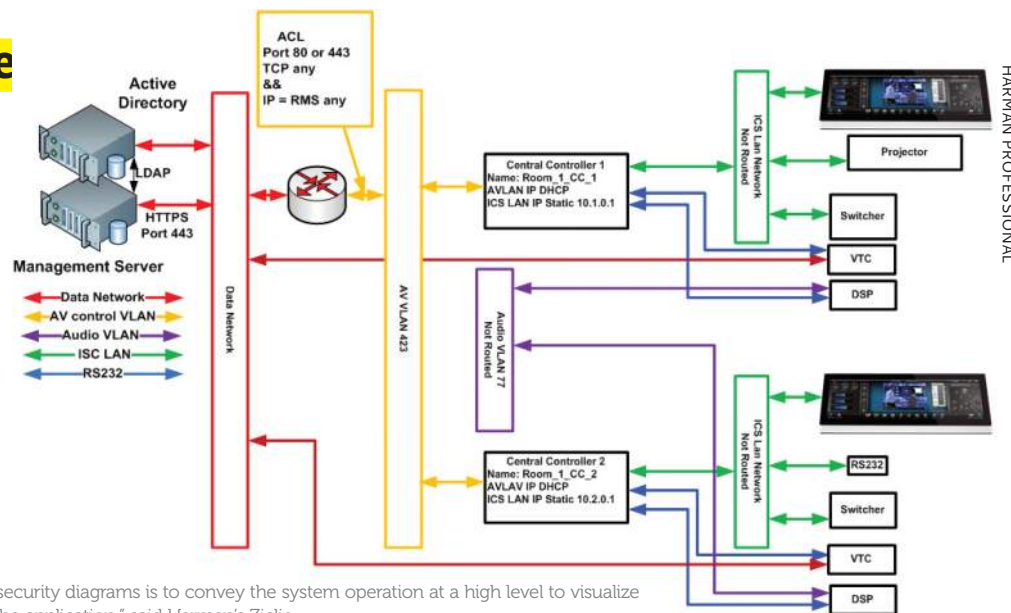 e
ACL
Port 80 or 443
TCP any
&&
IP = RMS any
Active
Directory
LDAP
HTTPS
Port 443
Management Server
Data Network
AV control VLAN
Audio VLAN
ISC LAN
RS232
Data Network
AV VLAN 423
Central Controller 1
Name: Room_1_CC_1
AVLAN IP DHCP
ICS LAN IP Static 10.1.0.1
ICS Lan Network
Not Routed
Projector
Switcher
VTC
DSP
Audio VLAN 77
Not Routed
Central Controller 2
Name: Room_1_CC_2
AVLAV IP DHCP
ICS LAN IP Static 10.2.0.1
ICS Lan Network
Not Routed
RS232
Switcher
VTC
DSP
HARMAN PROFESSIONAL
security diagrams is to convey the system operation at a high level to visualize